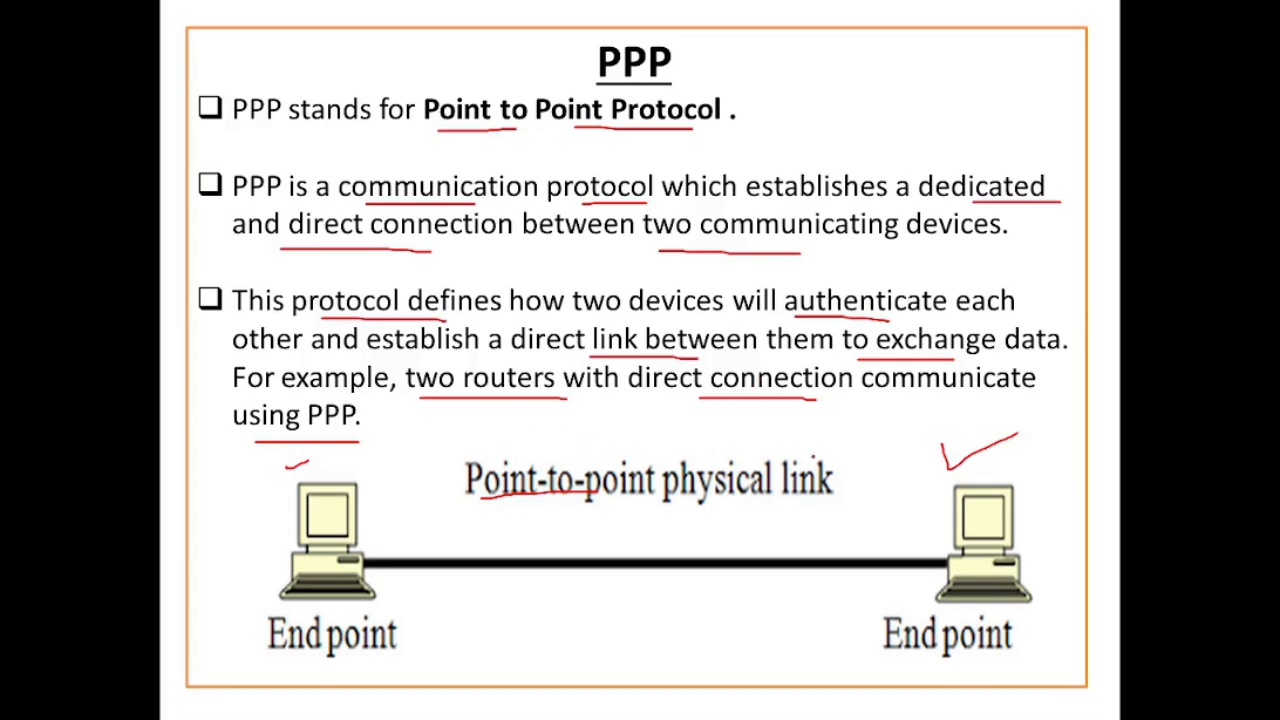 PPP
PPP stands for Point to Point Protocol .
PPP is a communication protocol which establishes a dedicated
and direct connection between two communicating devices.
This protocol defines how two devices will authenticate each
other and establish a direct link between them to exchange data.
For example, two routers with direct connection communicate
using PPP.
Point-to-point physical link
End point
End point